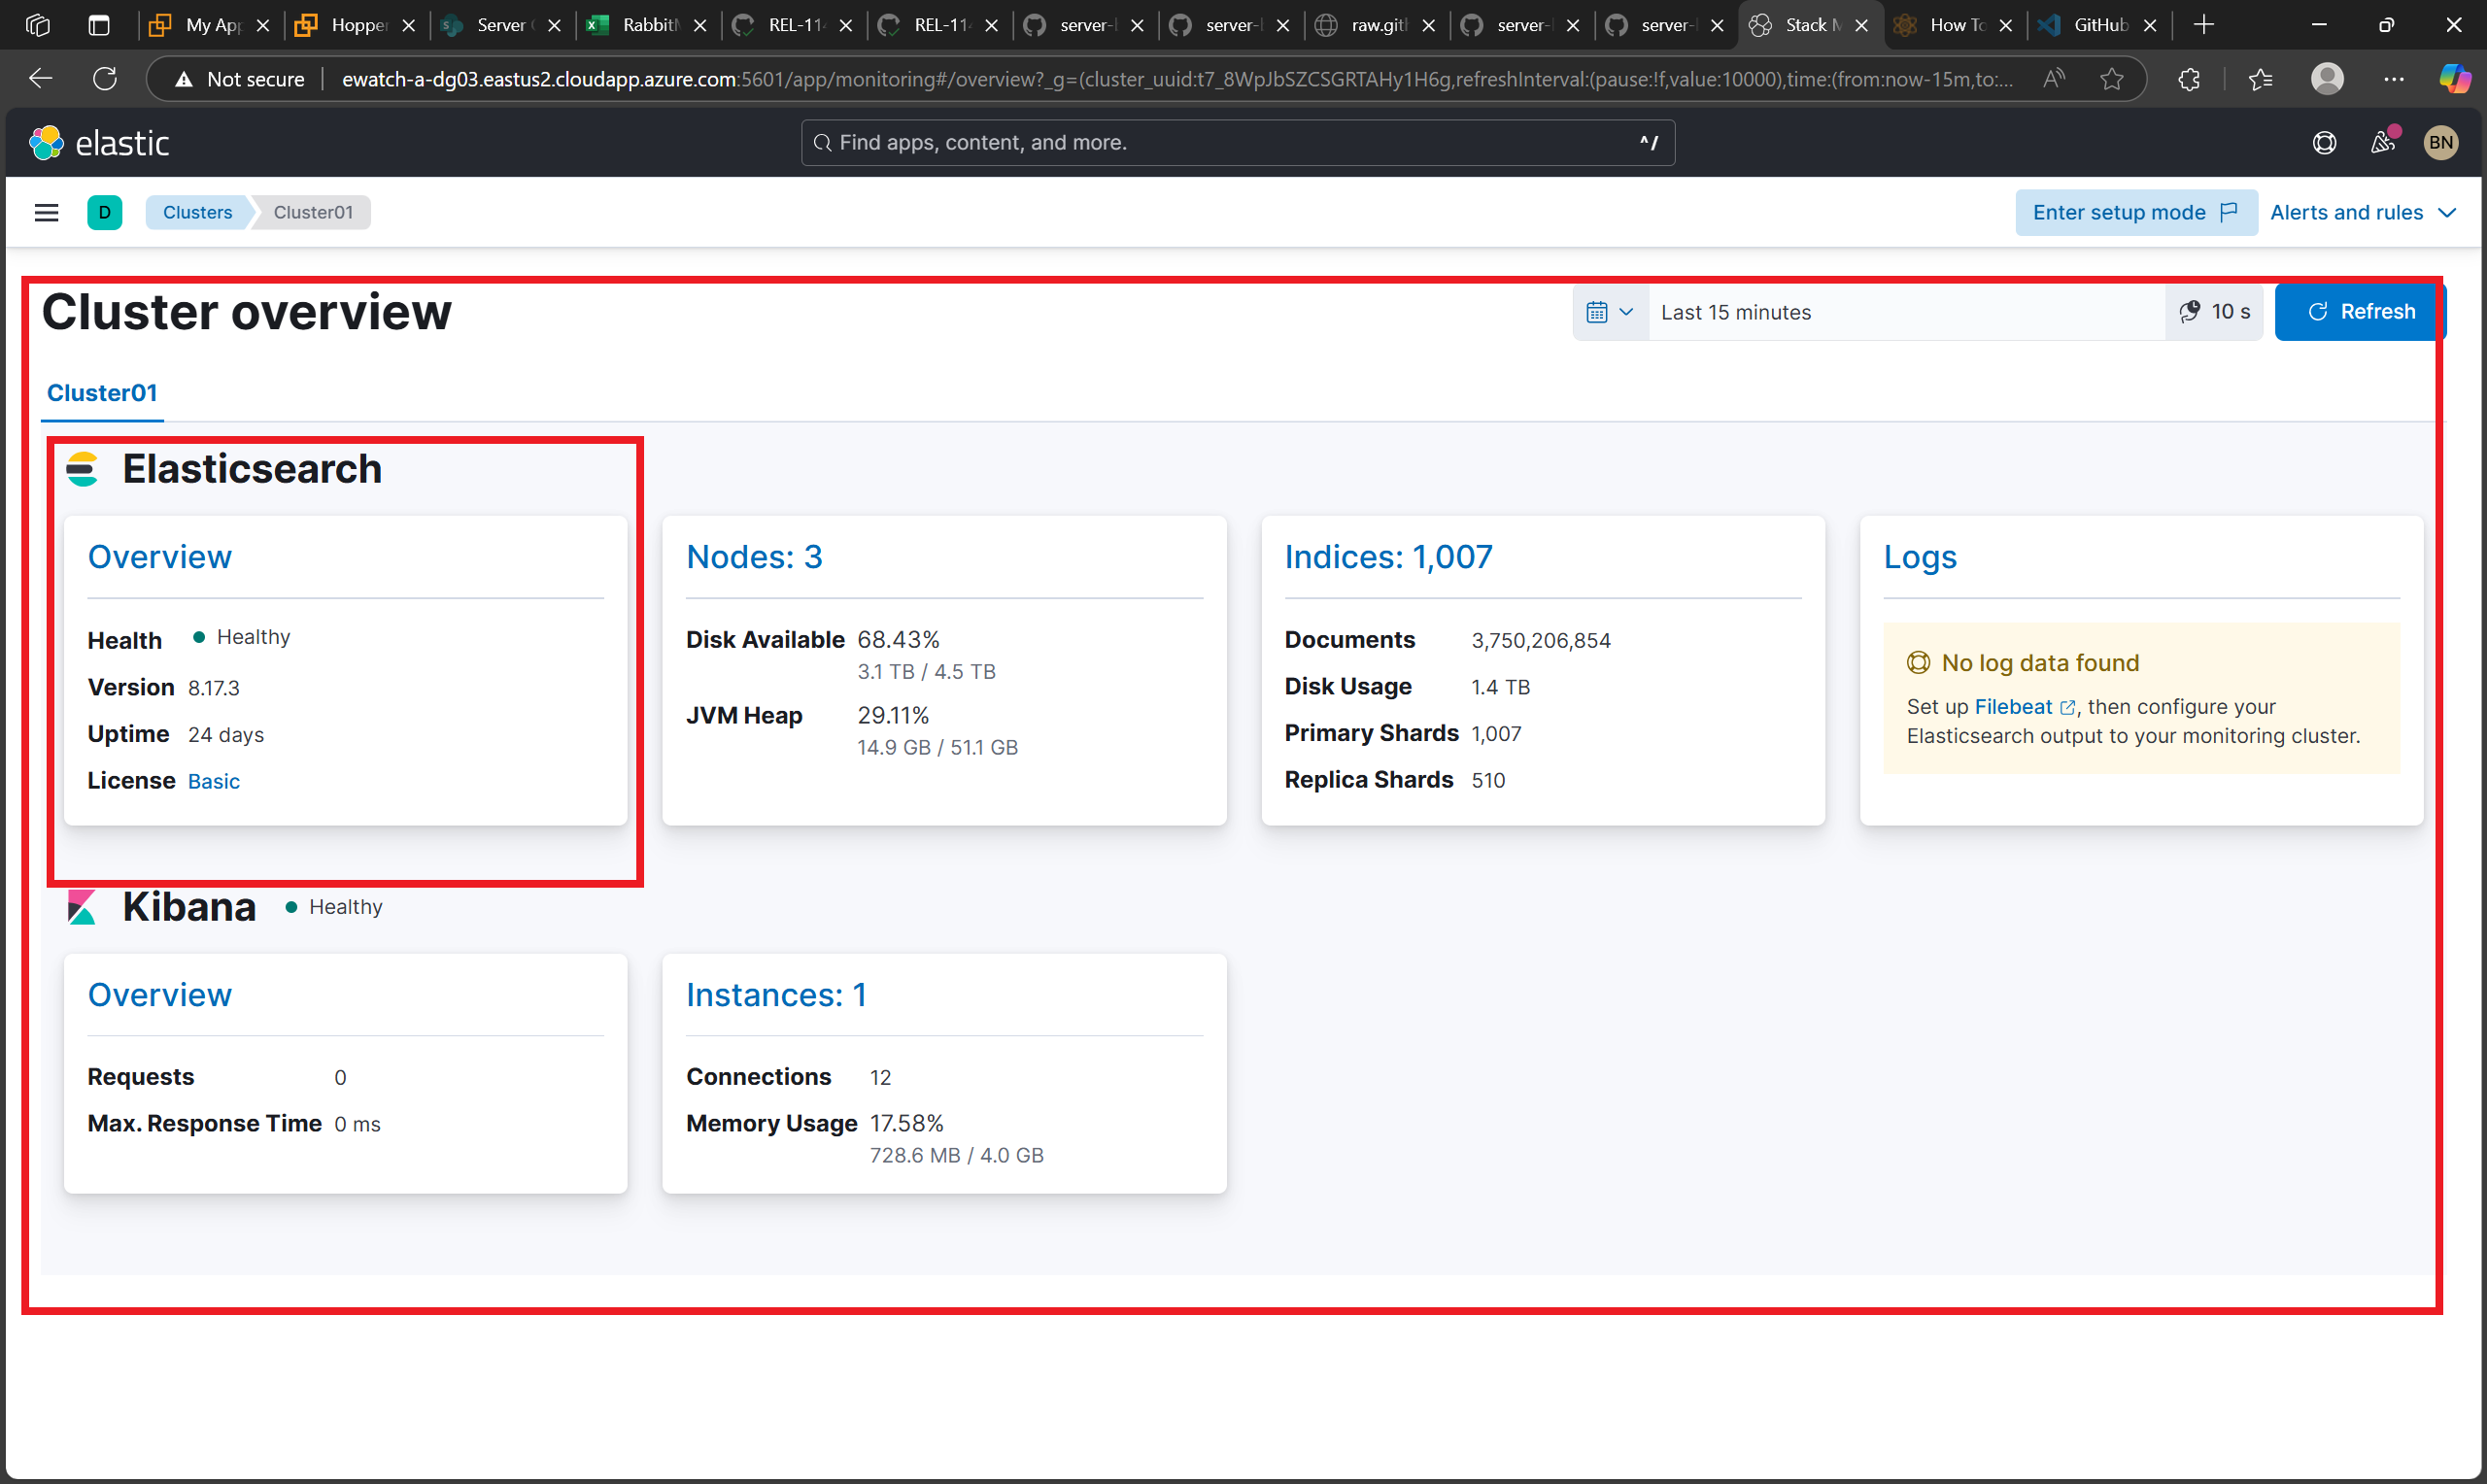 My Ap
Hopper
Server
Rabbit
REL-11
REL-11
server-
server-
raw.git
server-
server-
Stack
How To
GitHub
Not secure
ewatch-a-dg03.eastus2.cloudapp.azure.com:5601/app/monitoring#/overview?_g=(cluster_uuid:t7_8WpJbSZCSGRTAHy1H6g,refreshInterval:(pause:!f,value:10000),time:(from:now-15m,to:...
elastic
Find apps, content, and more.
^/
BN
D
Clusters
Cluster01
Enter setup mode
Alerts and rules
Cluster overview
Last 15 minutes
10 s
Refresh
Cluster01
Elasticsearch
Overview
Health Healthy
Version 8.17.3
Uptime 24 days
License Basic
Nodes: 3
Disk Available 68.43%
3.1 TB / 4.5 TB
JVM Heap 29.11%
14.9 GB / 51.1 GB
Indices: 1,007
Documents 3,750,206,854
Disk Usage 1.4 TB
Primary Shards 1,007
Replica Shards 510
Logs
No log data found
Set up Filebeat, then configure your
Elasticsearch output to your monitoring cluster.
Kibana Healthy
Overview
Requests 0
Max. Response Time 0 ms
Instances: 1
Connections 12
Memory Usage 17.58%
728.6 MB / 4.0 GB